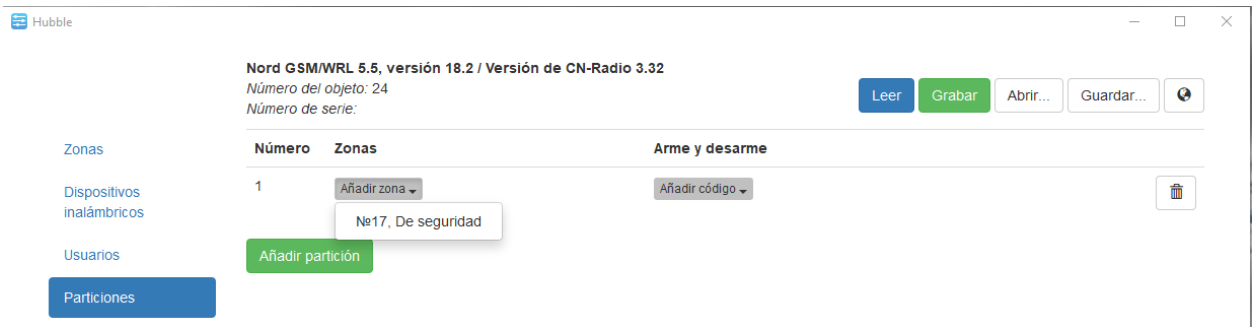 Hubble
Nord GSM/WRL 5.5, versión 18.2 / Versión de CN-Radio 3.32
Número del objeto: 24
Número de serie:
Leer
Grabar
Abrir...
Guardar...
Zonas
Dispositivos
inalámbricos
Usuarios
Particiones
Número Zonas Arme y desarme
1 Añadir zona Añadir código
№17, De seguridad
Añadir partición